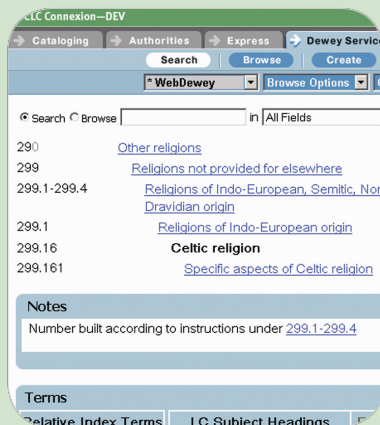 CLC Connexion—DEV
Cataloging Authorities Express Dewey Service
Search Browse Create
* WebDewey Browse Options
Search Browse in All Fields
290 Other religions
299 Religions not provided for elsewhere
299.1-299.4 Religions of Indo-European, Semitic, Nor
Dravidian origin
299.1 Religions of Indo-European origin
299.16 Celtic religion
299.161 Specific aspects of Celtic religion
Notes
Number built according to instructions under 299.1-299.4
Terms
Relative Index Terms LC Subject Headings